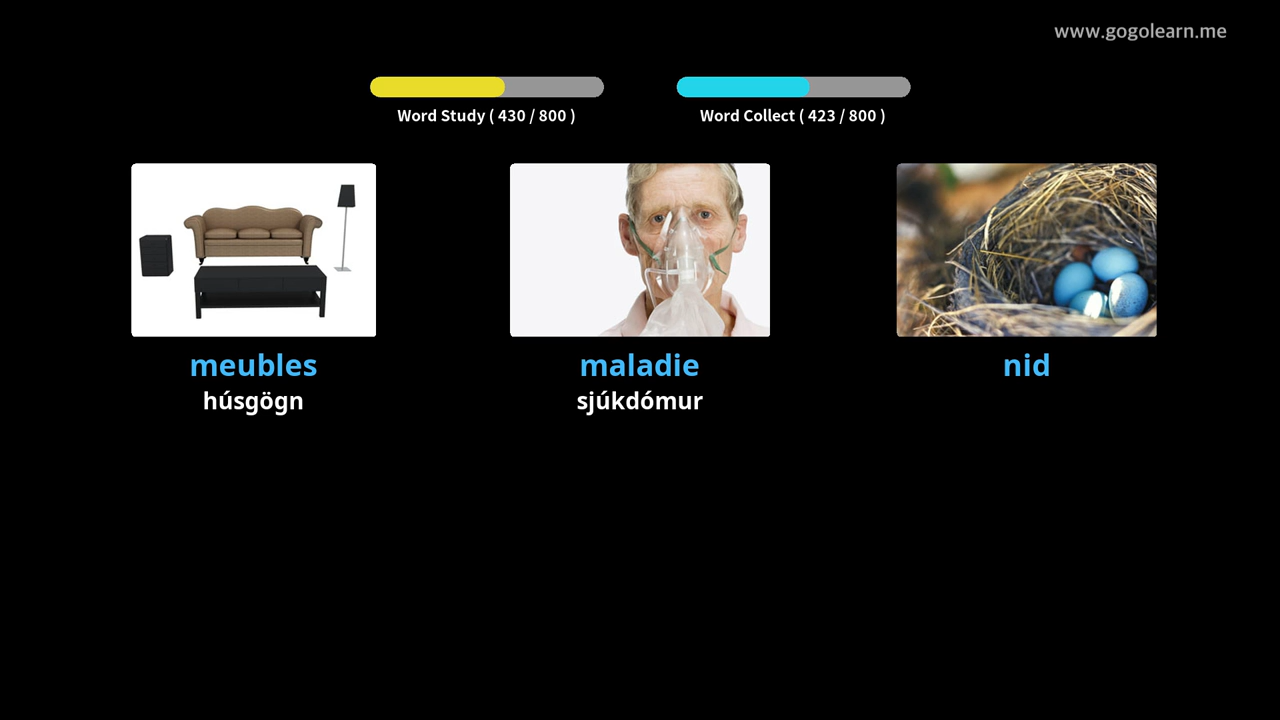 www.gogolearn.me
Word Study ( 430 / 800 )
Word Collect ( 423 / 800 )
meubles
húsgögn
maladie
sjúkdómur
nid